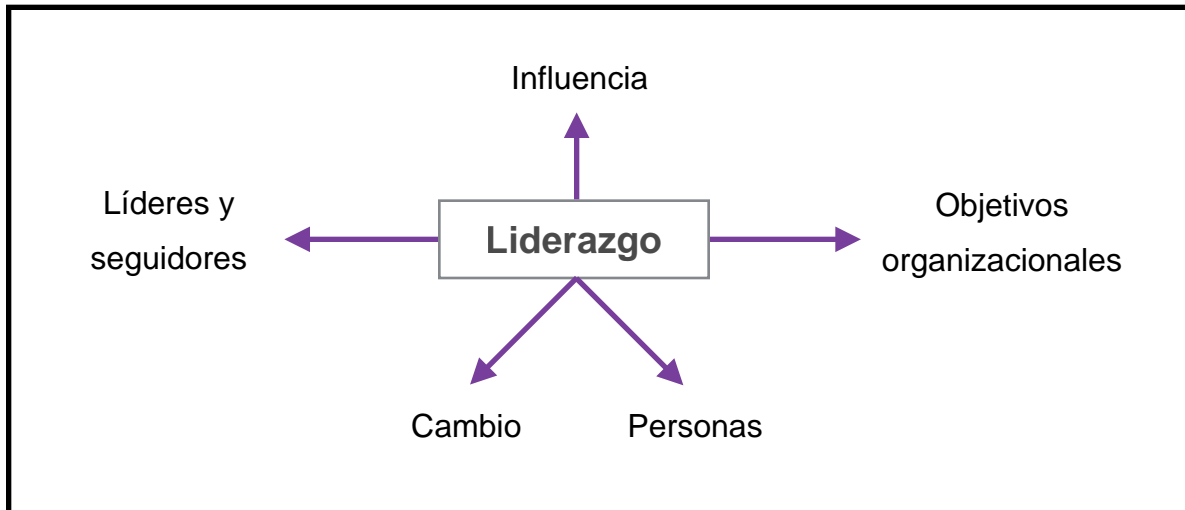 Influencia
Líderes y
seguidores
Liderazgo
Objetivos
organizacionales
Cambio
Personas